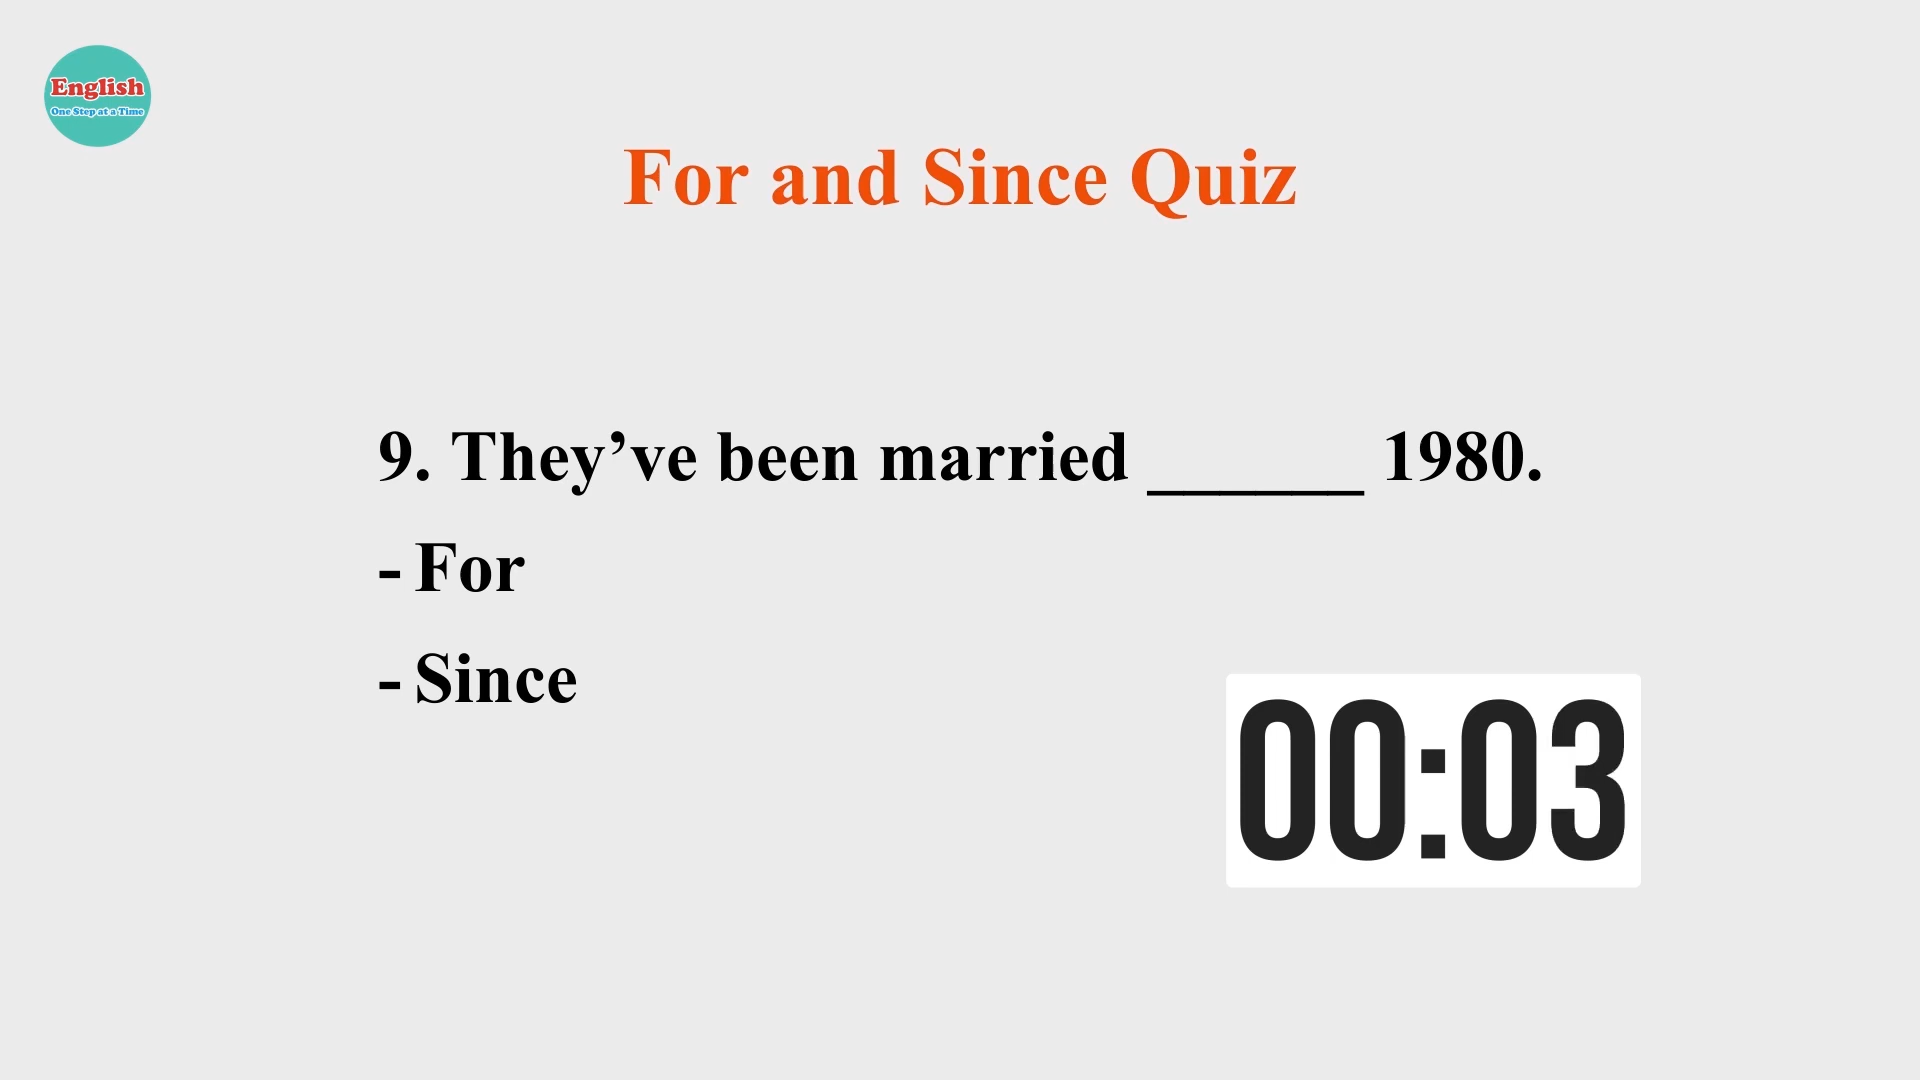 English
One Step at a Time
For and Since Quiz
9. They’ve been married ______ 1980.
- For
- Since
00:03